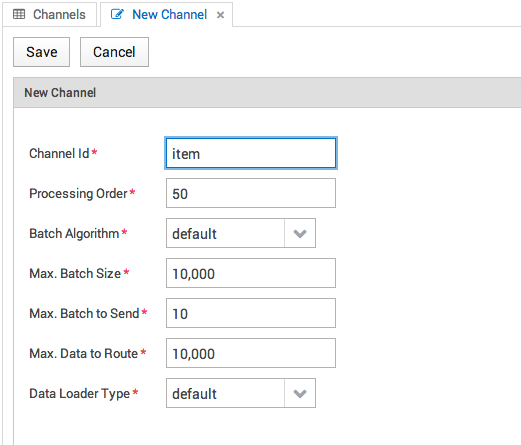 Channels New Channel ×
Save Cancel
New Channel
Channel Id * item
Processing Order * 50
Batch Algorithm * default
Max. Batch Size * 10,000
Max. Batch to Send * 10
Max. Data to Route * 10,000
Data Loader Type * default